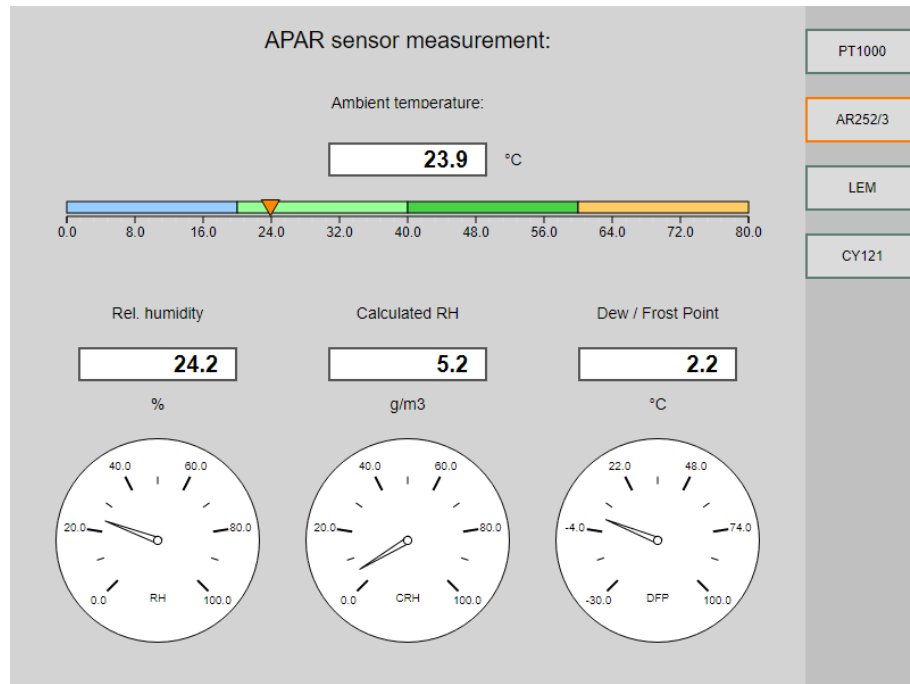 APAR sensor measurement:
PT1000
AR252/3
LEM
CY121
Ambient temperature:
23.9 °C
0.0 8.0 16.0 24.0 32.0 40.0 48.0 56.0 64.0 72.0 80.0
Rel. humidity Calculated RH Dew / Frost Point
24.2 5.2 2.2
% g/m3 °C
40.0 60.0 40.0 60.0 22.0 48.0
20.0 80.0 20.0 80.0 -4.0 74.0
0.0 RH 100.0 0.0 CRH 100.0 -30.0 DFP 100.0